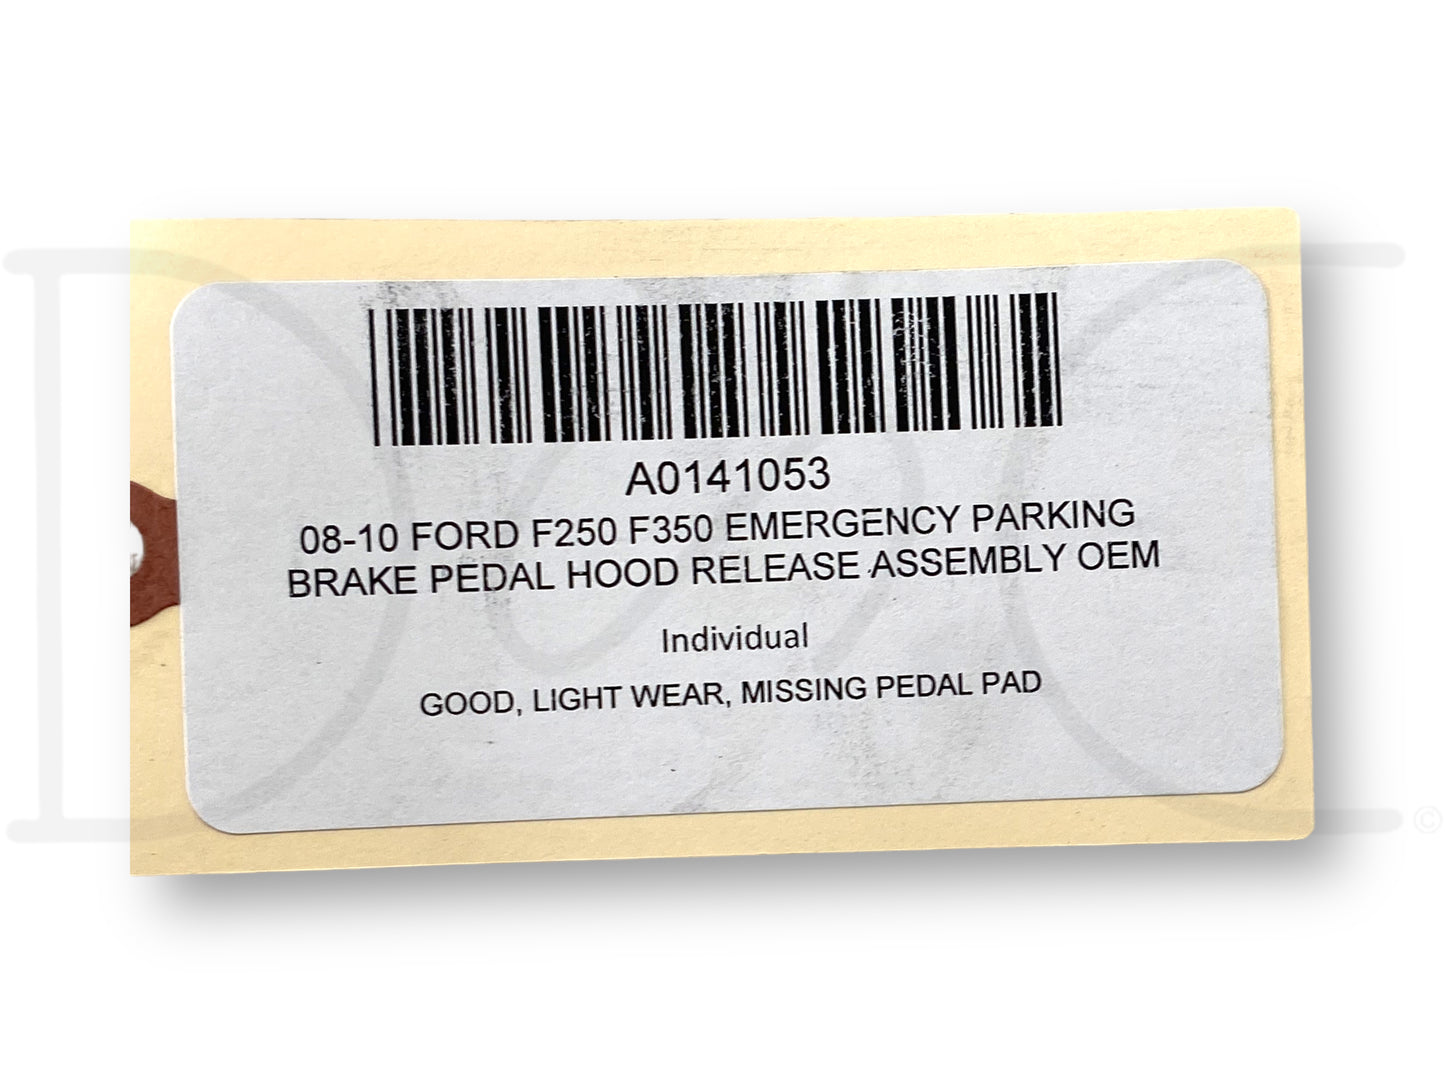 A0141053
08-10 FORD F250 F350 EMERGENCY PARKING
BRAKE PEDAL HOOD RELEASE ASSEMBLY OEM
Individual
GOOD, LIGHT WEAR, MISSING PEDAL PAD
©